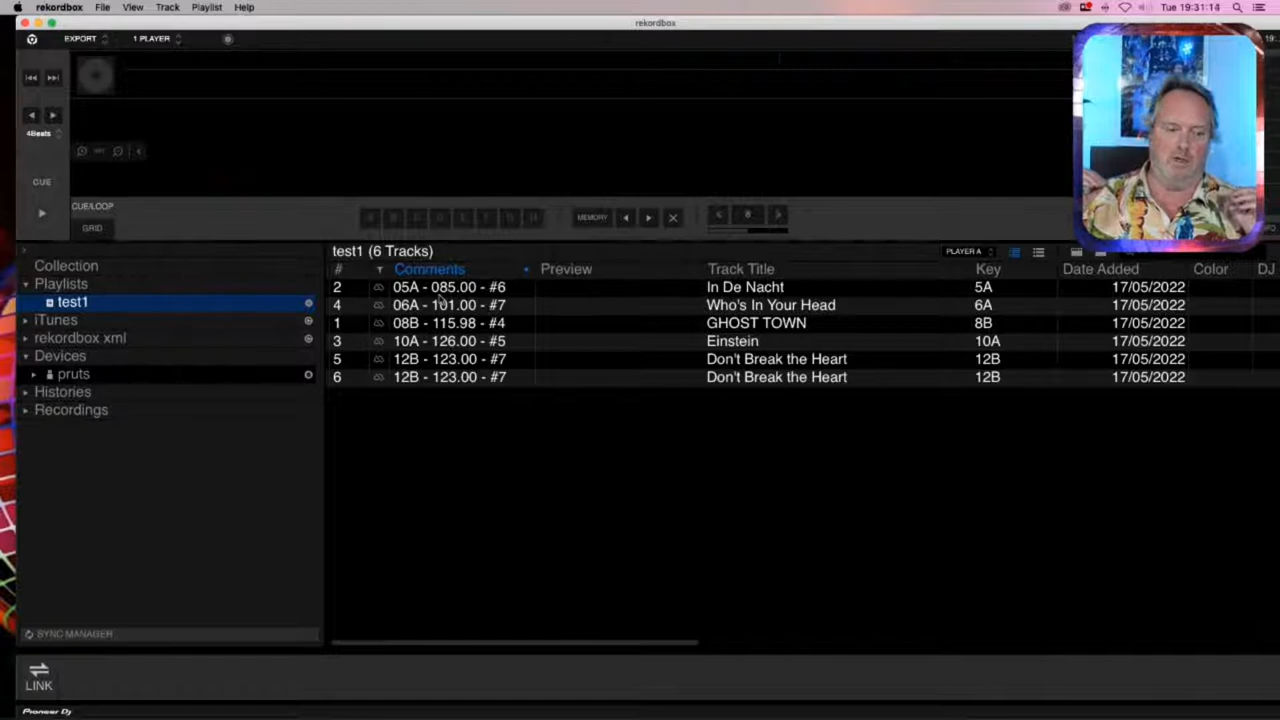 rekordbox File View Track Playlist Help Tue 19:31:14
rekordbox
EXPORT 1 PLAYER 19:
4Beats
CUE
CUE/LOOP
GRID
MEMORY 8
test1 (6 Tracks) PLAYER A
# Comments Preview Track Title Key Date Added Color DJ
2 05A - 085.00 - #6 In De Nacht 5A 17/05/2022
4 06A - 101.00 - #7 Who's In Your Head 6A 17/05/2022
1 08B - 115.98 - #4 GHOST TOWN 8B 17/05/2022
3 10A - 126.00 - #5 Einstein 10A 17/05/2022
5 12B - 123.00 - #7 Don't Break the Heart 12B 17/05/2022
6 12B - 123.00 - #7 Don't Break the Heart 12B 17/05/2022
Collection
Playlists
test1
iTunes
rekordbox xml
Devices
pruts
Histories
Recordings
SYNC MANAGER
LINK
Pioneer Dj